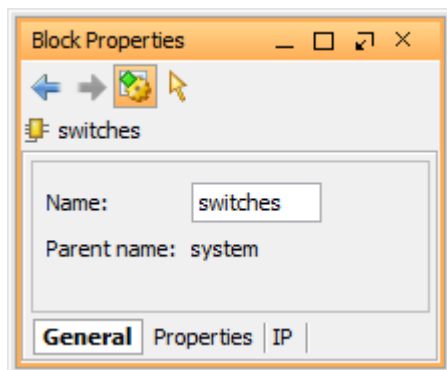 Block Properties
switches
Name: switches
Parent name: system
General Properties IP